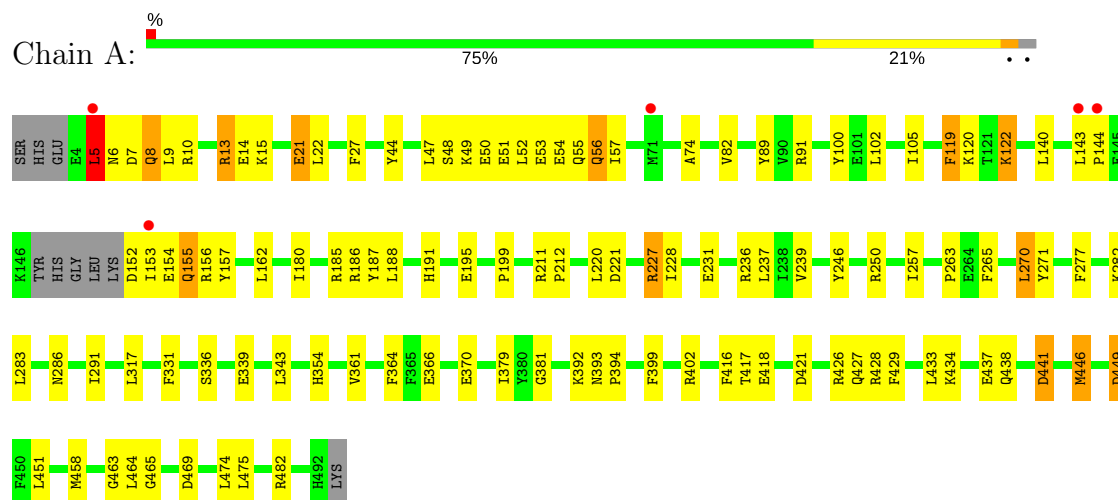 %
Chain A:
75% 21% • •
SER HIS GLU E4 L5 N6 D7 Q8 L9 R10 R13 E14 K15 E21 L22 F27 Y44 L47 S48 K49 E50 E51 L52 E53 E54 Q55 Q56 I57 M71 A74 V82 Y89 V90 R91 Y100 E101 L102 I105 F119 K120 T121 K122 L140 L143 P144 E145
K146 TYR HIS GLY LEU LYS D152 I153 E154 Q155 R156 Y157 L162 I180 R185 R186 Y187 L188 H191 E195 P199 R211 P212 L220 D221 R227 I228 E231 R236 L237 I238 V239 Y246 R250 I257 P263 E264 F265 L270 Y271 F277 K282
L283 N286 I291 L317 F331 S336 E339 L343 H354 V361 F364 F365 E366 E370 I379 Y380 G381 K392 N393 P394 F399 R402 F416 T417 E418 D421 R426 Q427 R428 F429 L433 K434 E437 Q438 D441 M446 D449
F450 L451 M458 G463 L464 G465 D469 L474 L475 R482 H492 LYS